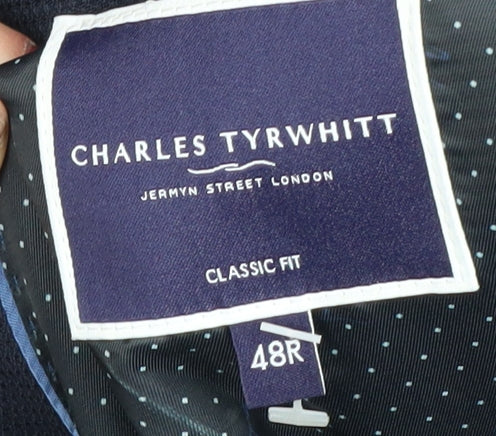 CHARLES TYRWHITT
JERMYN STREET LONDON
CLASSIC FIT
48R